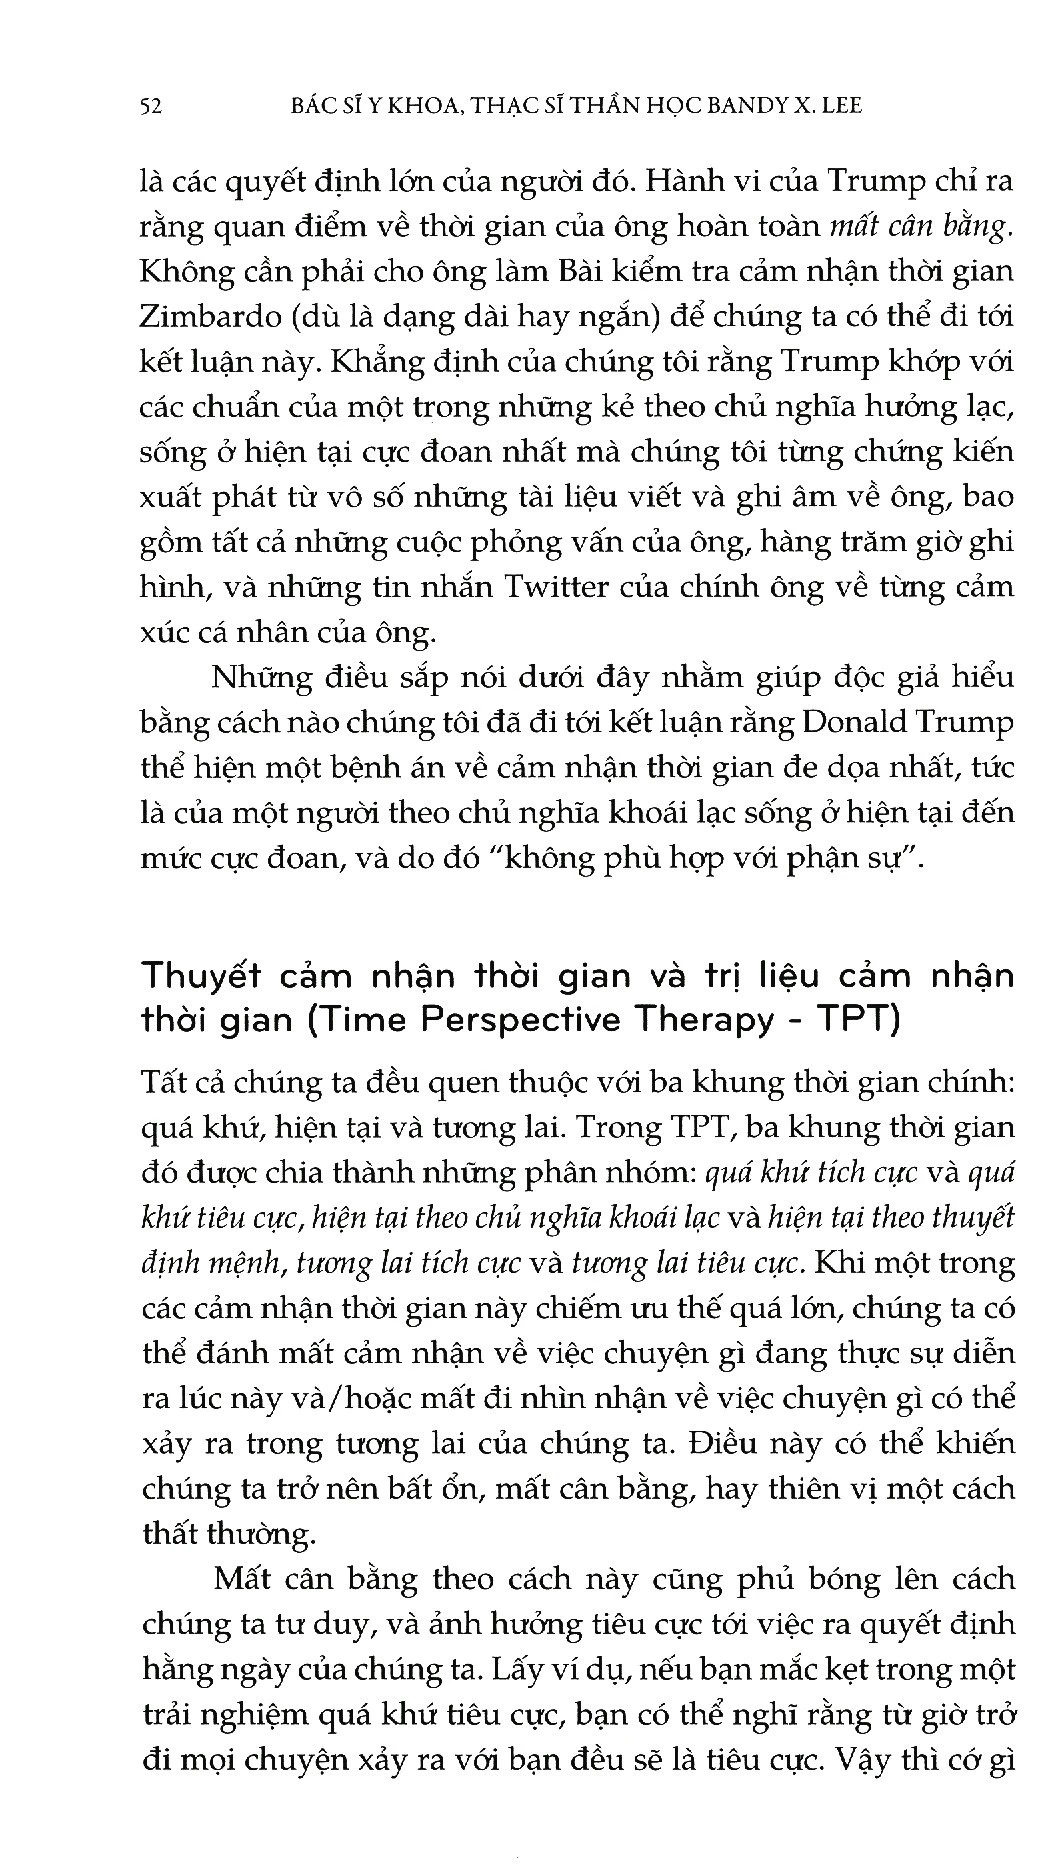 52 BÁC SĨ Y KHOA, THẠC SĨ THẦN HỌC BANDY X. LEE
là các quyết định lớn của người đó. Hành vi của Trump chỉ ra
rằng quan điểm về thời gian của ông hoàn toàn mất cân bằng.
Không cần phải cho ông làm Bài kiểm tra cảm nhận thời gian
Zimbardo (dù là dạng dài hay ngắn) để chúng ta có thể đi tới
kết luận này. Khẳng định của chúng tôi rằng Trump khớp với
các chuẩn của một trong những kẻ theo chủ nghĩa hưởng lạc,
sống ở hiện tại cực đoan nhất mà chúng tôi từng chứng kiến
xuất phát từ vô số những tài liệu viết và ghi âm về ông, bao
gồm tất cả những cuộc phỏng vấn của ông, hàng trăm giờ ghi
hình, và những tin nhắn Twitter của chính ông về từng cảm
xúc cá nhân của ông.
Những điều sắp nói dưới đây nhằm giúp độc giả hiểu
bằng cách nào chúng tôi đã đi tới kết luận rằng Donald Trump
thể hiện một bệnh án về cảm nhận thời gian đe dọa nhất, tức
là của một người theo chủ nghĩa khoái lạc sống ở hiện tại đến
mức cực đoan, và do đó "không phù hợp với phận sự".
Thuyết cảm nhận thời gian và trị liệu cảm nhận
thời gian (Time Perspective Therapy - TPT)
Tất cả chúng ta đều quen thuộc với ba khung thời gian chính:
quá khứ, hiện tại và tương lai. Trong TPT, ba khung thời gian
đó được chia thành những phân nhóm: quá khứ tích cực và quá
khứ tiêu cực, hiện tại theo chủ nghĩa khoái lạc và hiện tại theo thuyết
định mệnh, tương lai tích cực và tương lai tiêu cực. Khi một trong
các cảm nhận thời gian này chiếm ưu thế quá lớn, chúng ta có
thể đánh mất cảm nhận về việc chuyện gì đang thực sự diễn
ra lúc này và/hoặc mất đi nhìn nhận về việc chuyện gì có thể
xảy ra trong tương lai của chúng ta. Điều này có thể khiến
chúng ta trở nên bất ổn, mất cân bằng, hay thiên vị một cách
thất thường.
Mất cân bằng theo cách này cũng phủ bóng lên cách
chúng ta tư duy, và ảnh hưởng tiêu cực tới việc ra quyết định
hằng ngày của chúng ta. Lấy ví dụ, nếu bạn mắc kẹt trong một
trải nghiệm quá khứ tiêu cực, bạn có thể nghĩ rằng từ giờ trở
đi mọi chuyện xảy ra với bạn đều sẽ là tiêu cực. Vậy thì cớ gì